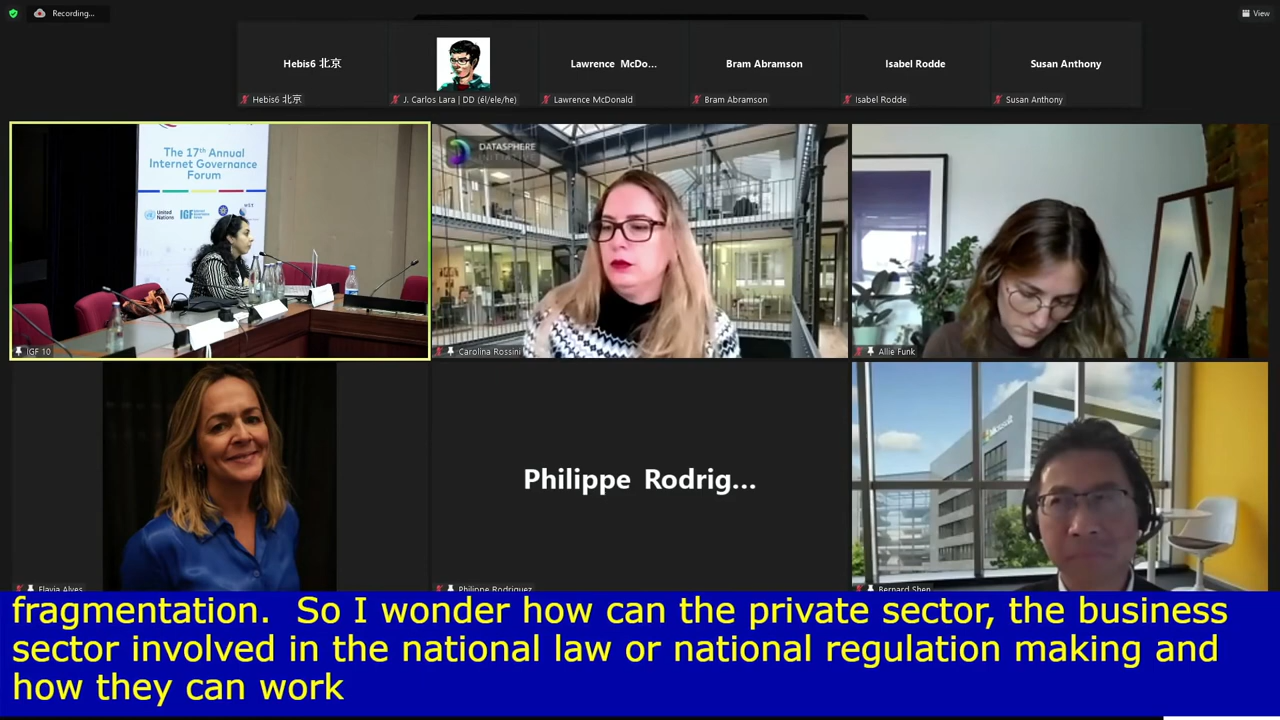 Recording...
View
Hebis6 北京
Lawrence McDo...
Bram Abramson
Isabel Rodde
Susan Anthony
Hebis6 北京
J. Carlos Lara | DD (él/ele/he)
Lawrence McDonald
Bram Abramson
Isabel Rodde
Susan Anthony
The 17th Annual
Internet Governance
Forum
United
Nations
IGF
IGF 10
DATASPHERE
INITIATIVE
Carolina Rossini
Allie Funk
Flavia Alves
Philippe Rodrig...
Philippe Rodriguez
Microsoft
Bernard Shen
fragmentation. So I wonder how can the private sector, the business
sector involved in the national law or national regulation making and
how they can work